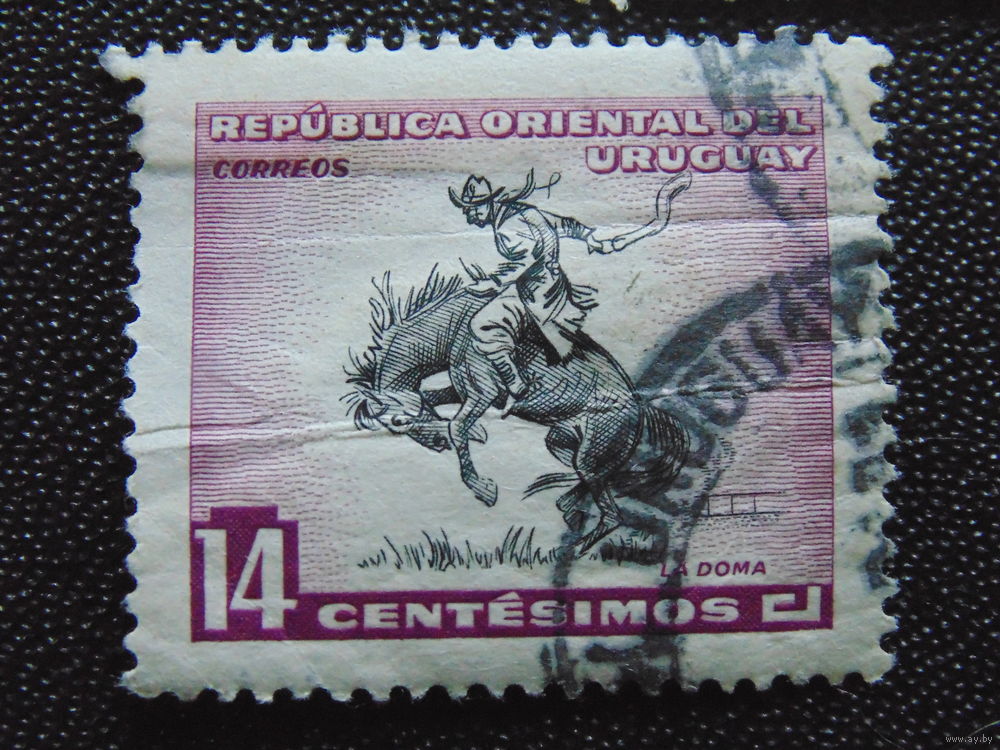 REPÚBLICA ORIENTAL DEL
URUGUAY
CORREOS
LA DOMA
14 CENTÉSIMOS
www.ay.by